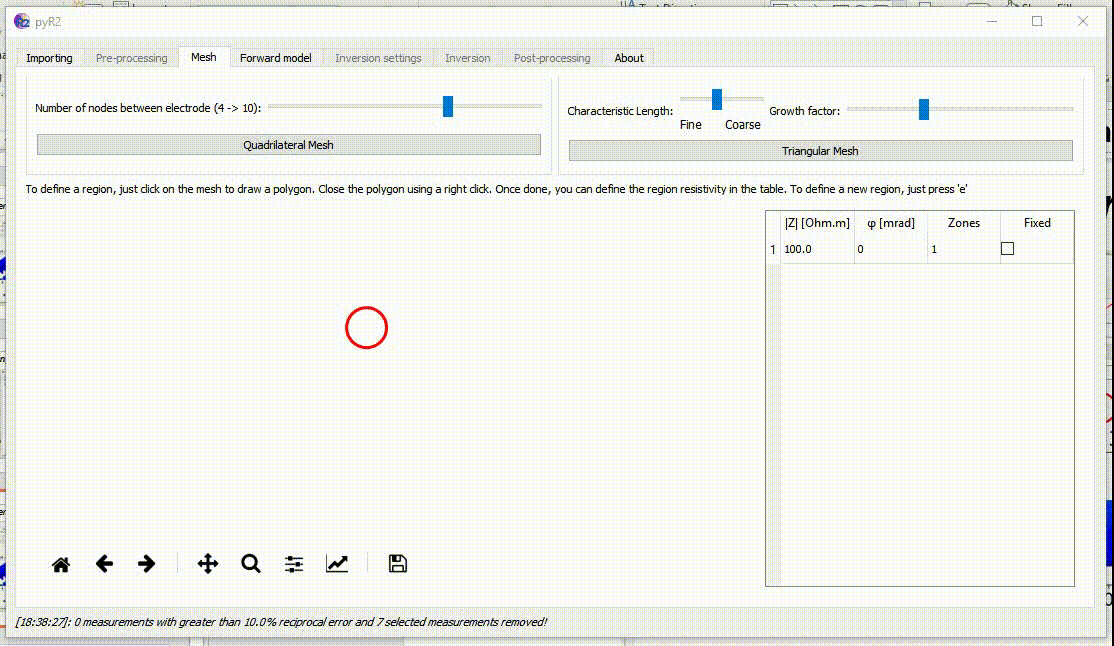 pyR2
Importing Pre-processing Mesh Forward model Inversion settings Inversion Post-processing About
Number of nodes between electrode (4 -> 10):
Quadrilateral Mesh
Characteristic Length: Growth factor:
Fine Coarse
Triangular Mesh
To define a region, just click on the mesh to draw a polygon. Close the polygon using a right click. Once done, you can define the region resistivity in the table. To define a new region, just press 'e'
|Z| [Ohm.m] φ [mrad] Zones Fixed
1 100.0 0 1
[18:38:27]: 0 measurements with greater than 10.0% reciprocal error and 7 selected measurements removed!